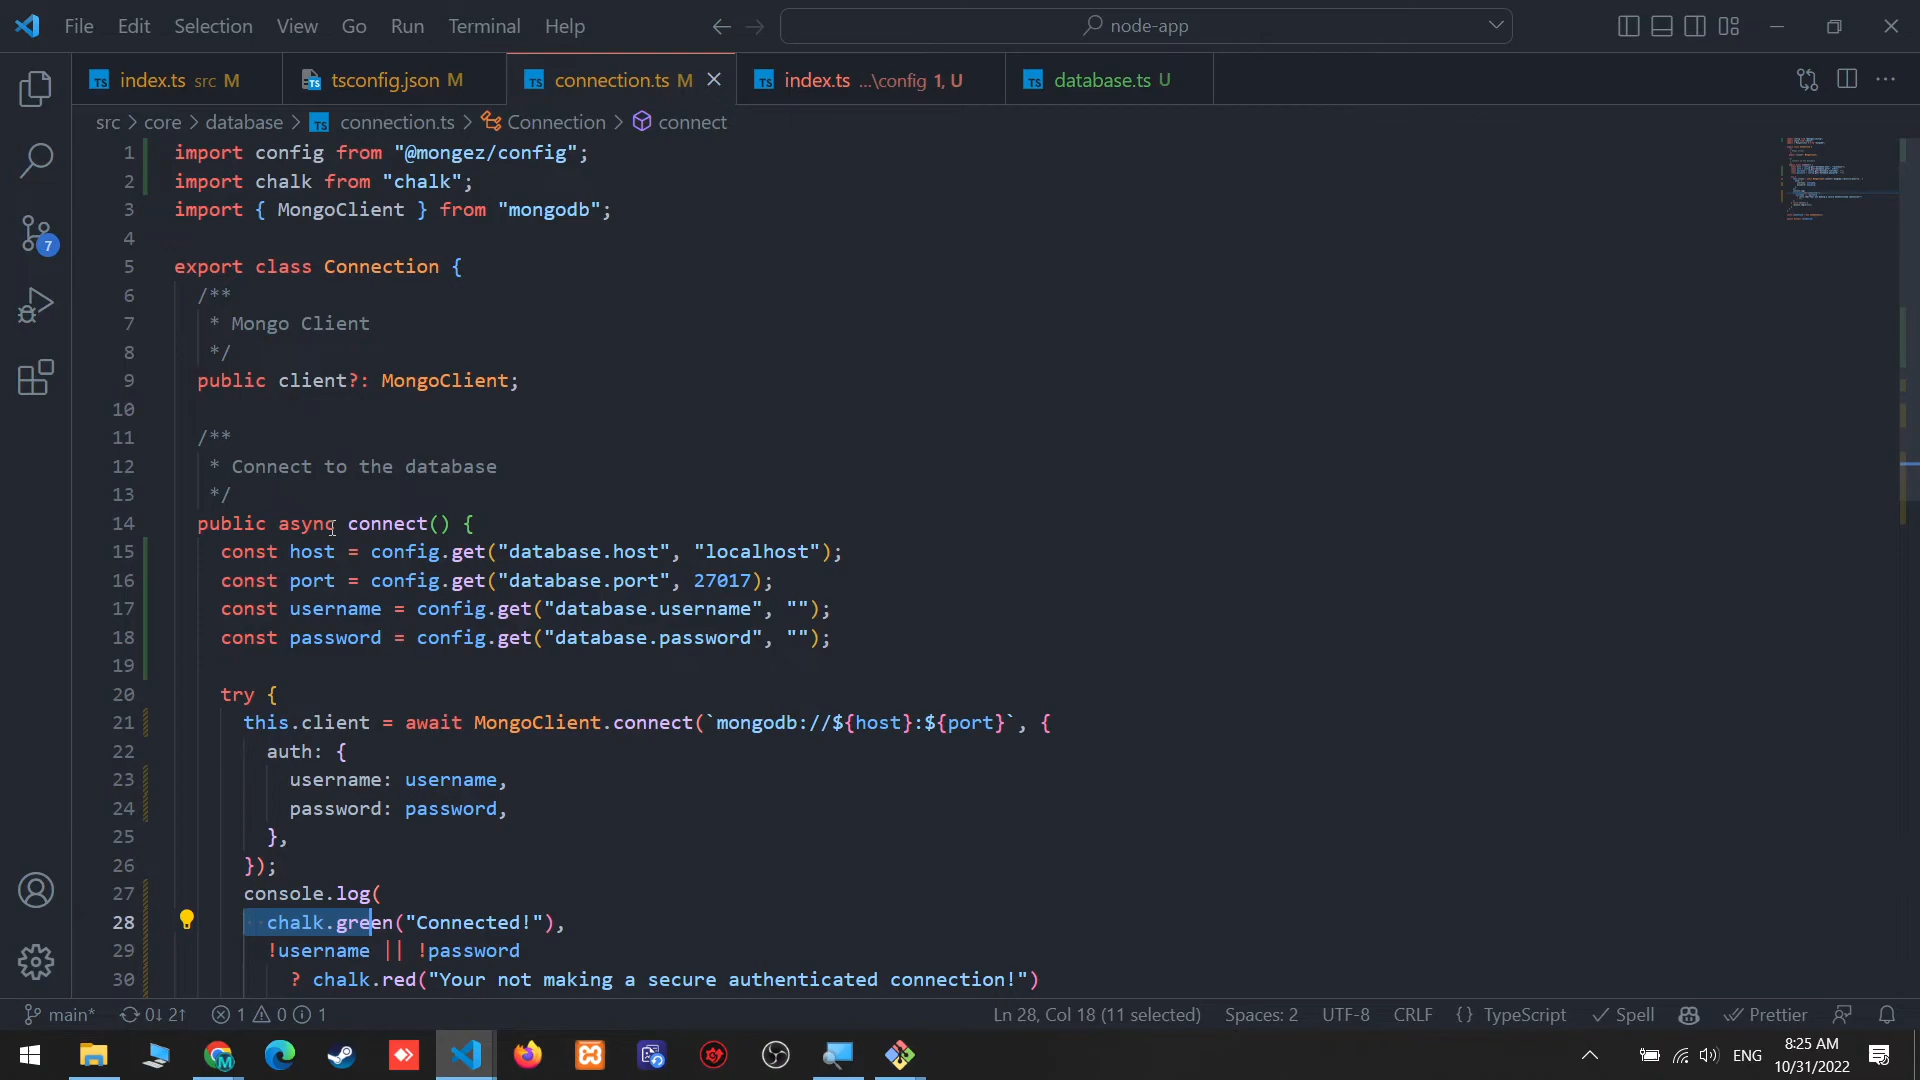 File Edit Selection View Go Run Terminal Help node-app
index.ts src M tsconfig.json M connection.ts M index.ts ...\config 1, U database.ts U
src > core > database > connection.ts > Connection > connect
1 import config from "@mongez/config";
2 import chalk from "chalk";
3 import { MongoClient } from "mongodb";
4
5 export class Connection {
6 /**
7 * Mongo Client
8 */
9 public client?: MongoClient;
10
11 /**
12 * Connect to the database
13 */
14 public async connect() {
15 const host = config.get("database.host", "localhost");
16 const port = config.get("database.port", 27017);
17 const username = config.get("database.username", "");
18 const password = config.get("database.password", "");
19
20 try {
21 this.client = await MongoClient.connect(`mongodb://${host}:${port}`, {
22 auth: {
23 username: username,
24 password: password,
25 },
26 });
27 console.log(
28 chalk.green("Connected!"),
29 !username || !password
30 ? chalk.red("Your not making a secure authenticated connection!")
7
main* 0↓ 2↑ 1 0 1 Ln 28, Col 18 (11 selected) Spaces: 2 UTF-8 CRLF {} TypeScript Spell Prettier
ENG 8:25 AM
10/31/2022